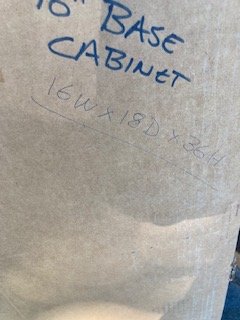 " BASE
CABINET
16W x 18D x 36H